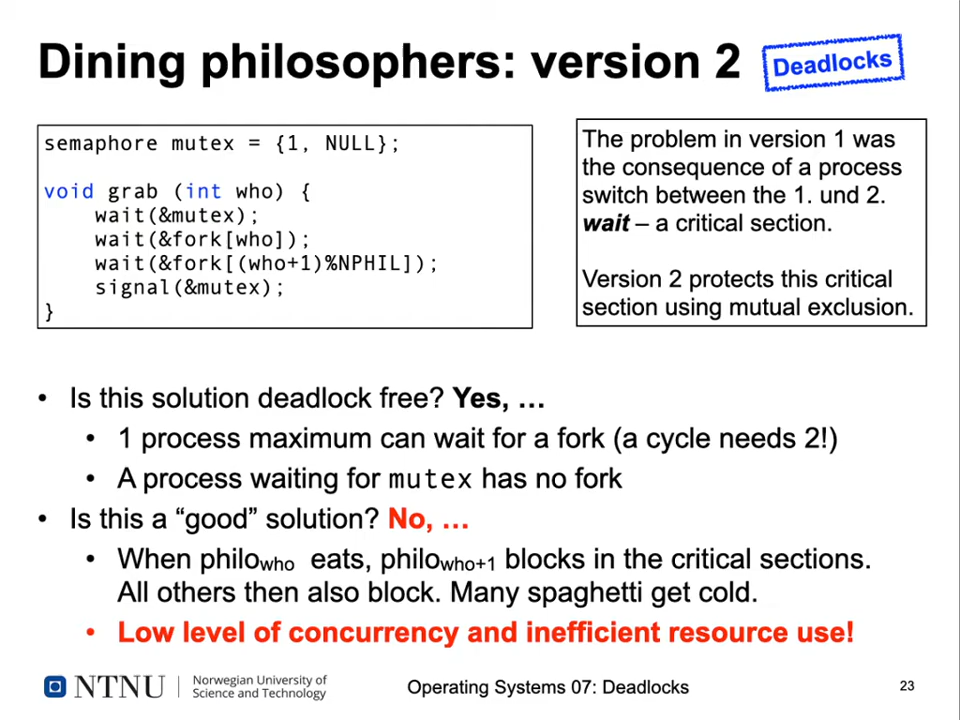 Dining philosophers: version 2
Deadlocks
semaphore mutex = {1, NULL};
void grab (int who) {
wait(&mutex);
wait(&fork[who]);
wait(&fork[(who+1)%NPHIL]);
signal(&mutex);
}
The problem in version 1 was
the consequence of a process
switch between the 1. und 2.
wait – a critical section.
Version 2 protects this critical
section using mutual exclusion.
• Is this solution deadlock free? Yes, …
• 1 process maximum can wait for a fork (a cycle needs 2!)
• A process waiting for mutex has no fork
• Is this a “good” solution? No, …
• When philowho eats, philowho+1 blocks in the critical sections.
All others then also block. Many spaghetti get cold.
• Low level of concurrency and inefficient resource use!
NTNU
Norwegian University of
Science and Technology
Operating Systems 07: Deadlocks
23